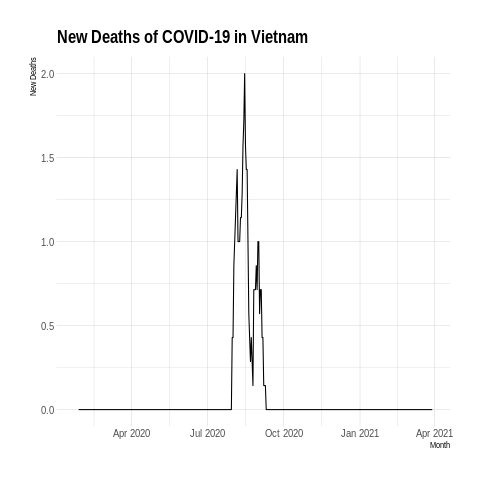 New Deaths of COVID-19 in Vietnam
New Deaths
2.0
1.5
1.0
0.5
0.0
Apr 2020 Jul 2020 Oct 2020 Jan 2021 Apr 2021
Month